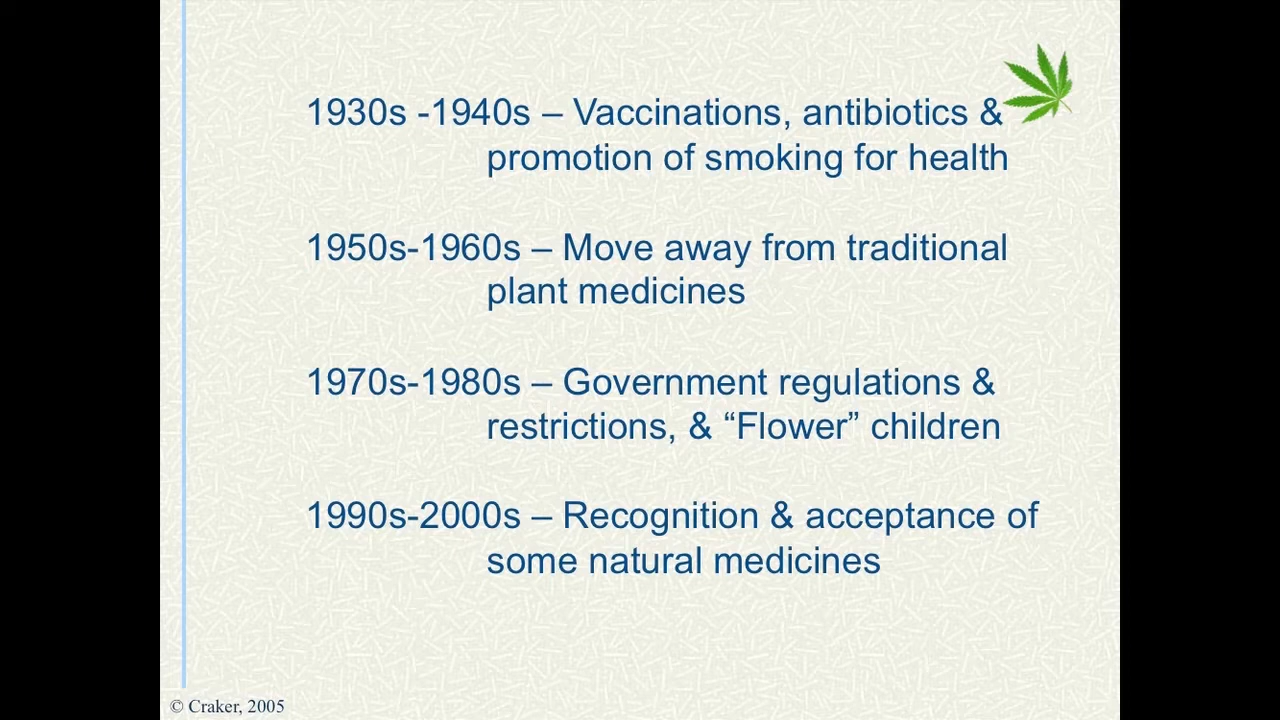 1930s -1940s – Vaccinations, antibiotics &
promotion of smoking for health
1950s-1960s – Move away from traditional
plant medicines
1970s-1980s – Government regulations &
restrictions, & “Flower” children
1990s-2000s – Recognition & acceptance of
some natural medicines
© Craker, 2005